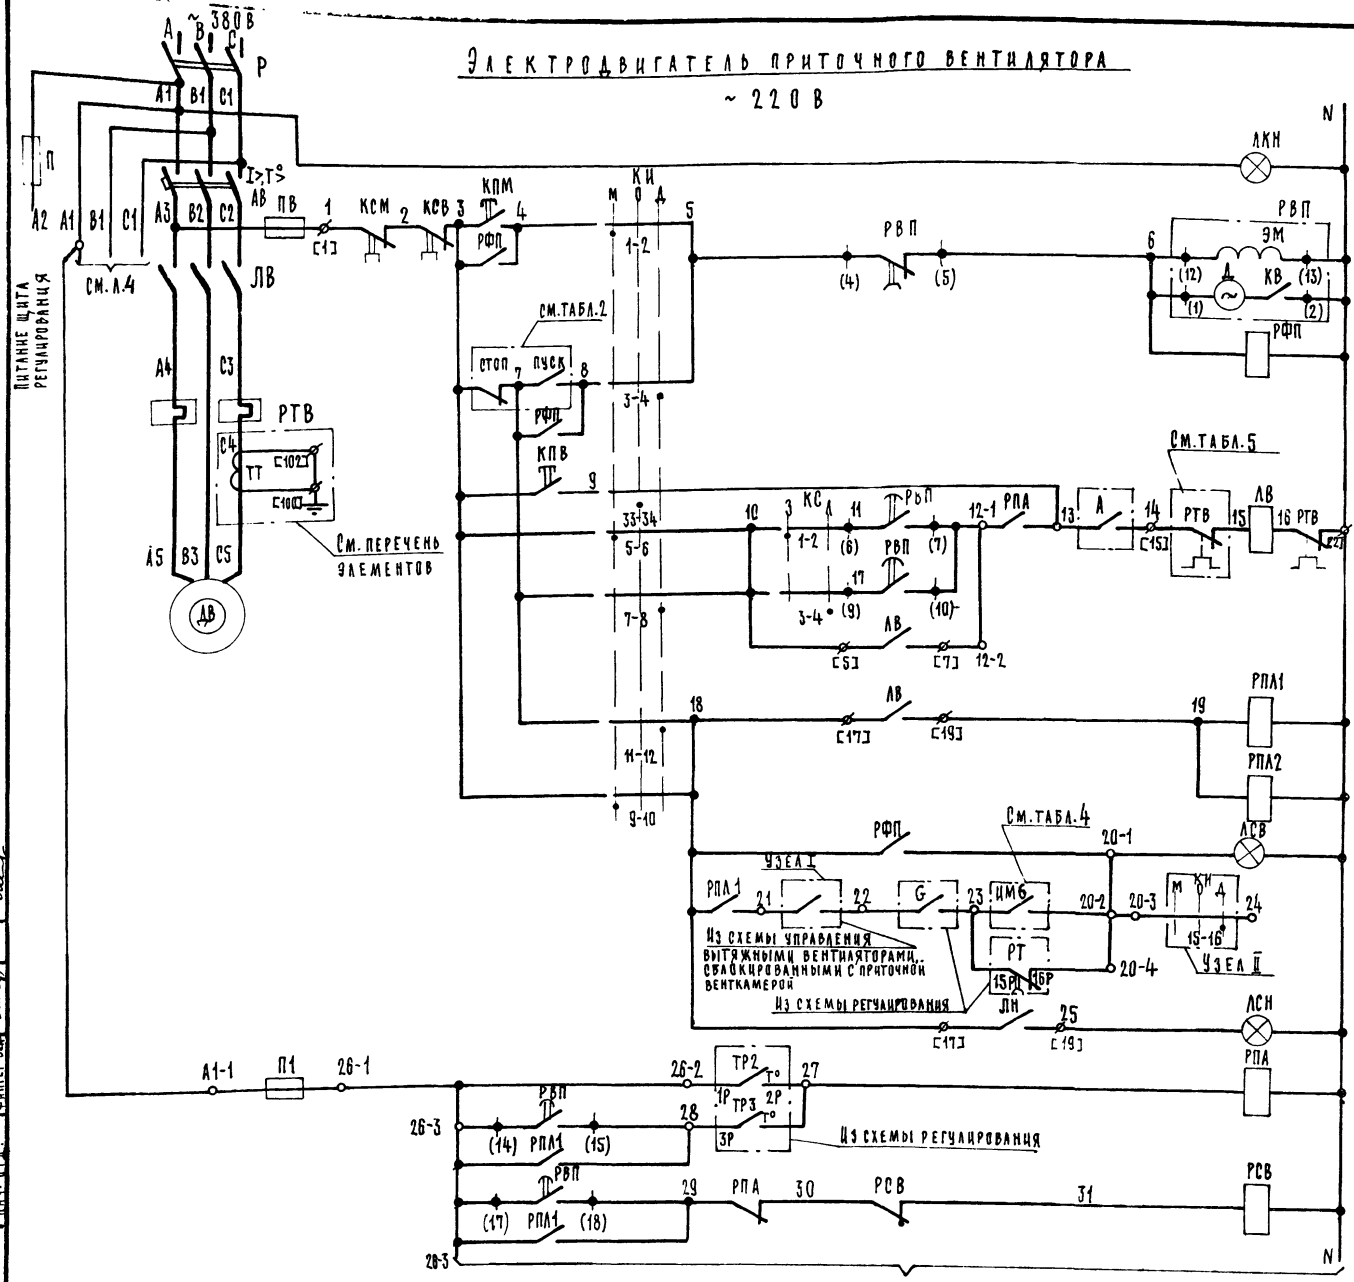 ~ 380 В
А В С
Р
ЭЛЕКТРОДВИГАТЕЛЬ ПРИТОЧНОГО ВЕНТИЛЯТОРА
~ 220 В
N
А1 В1 С1
П
ЛКН
I>,T°>
АВ
А2 А1 В1 С1
А3 В2 С2
ПВ
1
[1]
КСМ
2
КСВ
3
КПМ
4
РФП
КИ
М О Д
1-2
5
РВП
(4)
(5)
6
РВП
ЭМ
(12)
(13)
Д
~
КВ
(1)
(2)
РФП
СМ. Л.4
ЛВ
ПИТАНИЕ ЩИТА
РЕГУЛИРОВАНИЯ
СМ.ТАБЛ.2
СТОП
7
ПУСК
8
3-4
РФП
А4
С3
РТВ
С4
ТТ
[102]
[100]
СМ. ПЕРЕЧЕНЬ
ЭЛЕМЕНТОВ
А5 В3 С5
ДВ
КПВ
9
33-34
5-6
10
З КС Л
1-2
11
(6)
РВП
(7)
12-1
РПА
13
А
14
[15]
СМ.ТАБЛ.5
РТВ
15
ЛВ
16
РТВ
[2]
7-8
3-4
17
(9)
РВП
(10)
ЛВ
[5]
[7]
12-2
18
ЛВ
[17]
[19]
19
РПЛ1
11-12
РПЛ2
9-10
РФП
СМ.ТАБЛ.4
20-1
ЛСВ
УЗЕЛ I
РПЛ1
21
22
G
23
ИМ6
20-2
20-3
М КИ Д
О
24
15-16
УЗЕЛ II
ИЗ СХЕМЫ УПРАВЛЕНИЯ
ВЫТЯЖНЫМИ ВЕНТИЛЯТОРАМИ,
СБЛОКИРОВАННЫМИ С ПРИТОЧНОЙ
ВЕНТКАМЕРОЙ
РТ
15Р
16Р
20-4
ИЗ СХЕМЫ РЕГУЛИРОВАНИЯ
ЛН
[17]
25
[19]
ЛСН
РПА
А1-1
П1
26-1
26-2
ТР2
Т°
27
1Р
2Р
26-3
РВП
(14)
(15)
28
ТР3
Т°
3Р
ИЗ СХЕМЫ РЕГУЛИРОВАНИЯ
РПЛ1
РВП
(17)
(18)
29
РПА
30
РСВ
31
РСВ
РПЛ1
26-3
N